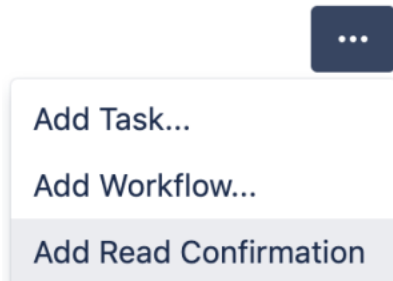 ...
Add Task...
Add Workflow...
Add Read Confirmation